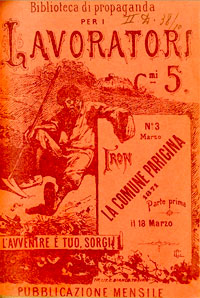 Biblioteca di propaganda
PER I
LAVORATORI
Cmi 5.
N° 3
Marzo
IRON
LA COMUNE PARIGINA
1871
Parte prima
il 18 Marzo
L'AVVENIRE È TUO, SORGI!
PUBBLICAZIONE MENSILE